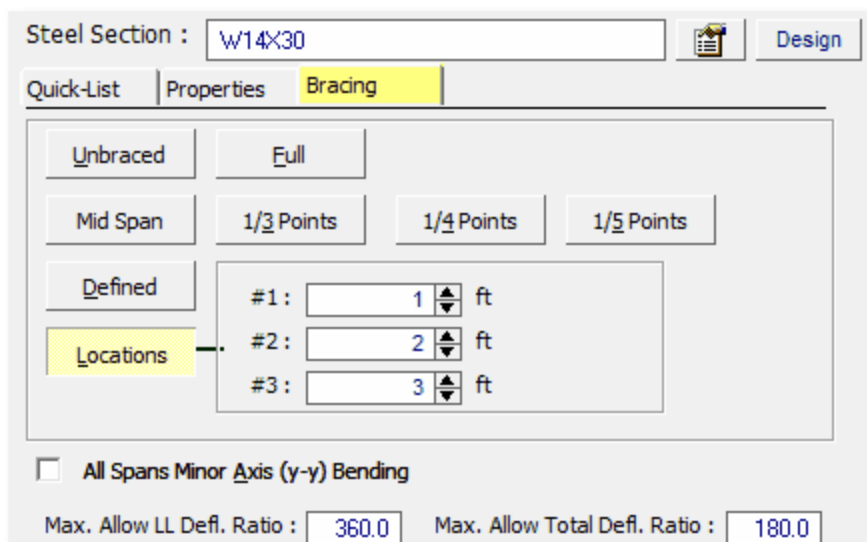 Steel Section : W14X30 Design
Quick-List Properties Bracing
Unbraced Full
Mid Span 1/3 Points 1/4 Points 1/5 Points
Defined
#1 : 1 ft
#2 : 2 ft
Locations
#3 : 3 ft
All Spans Minor Axis (y-y) Bending
Max. Allow LL Defl. Ratio : 360.0 Max. Allow Total Defl. Ratio : 180.0